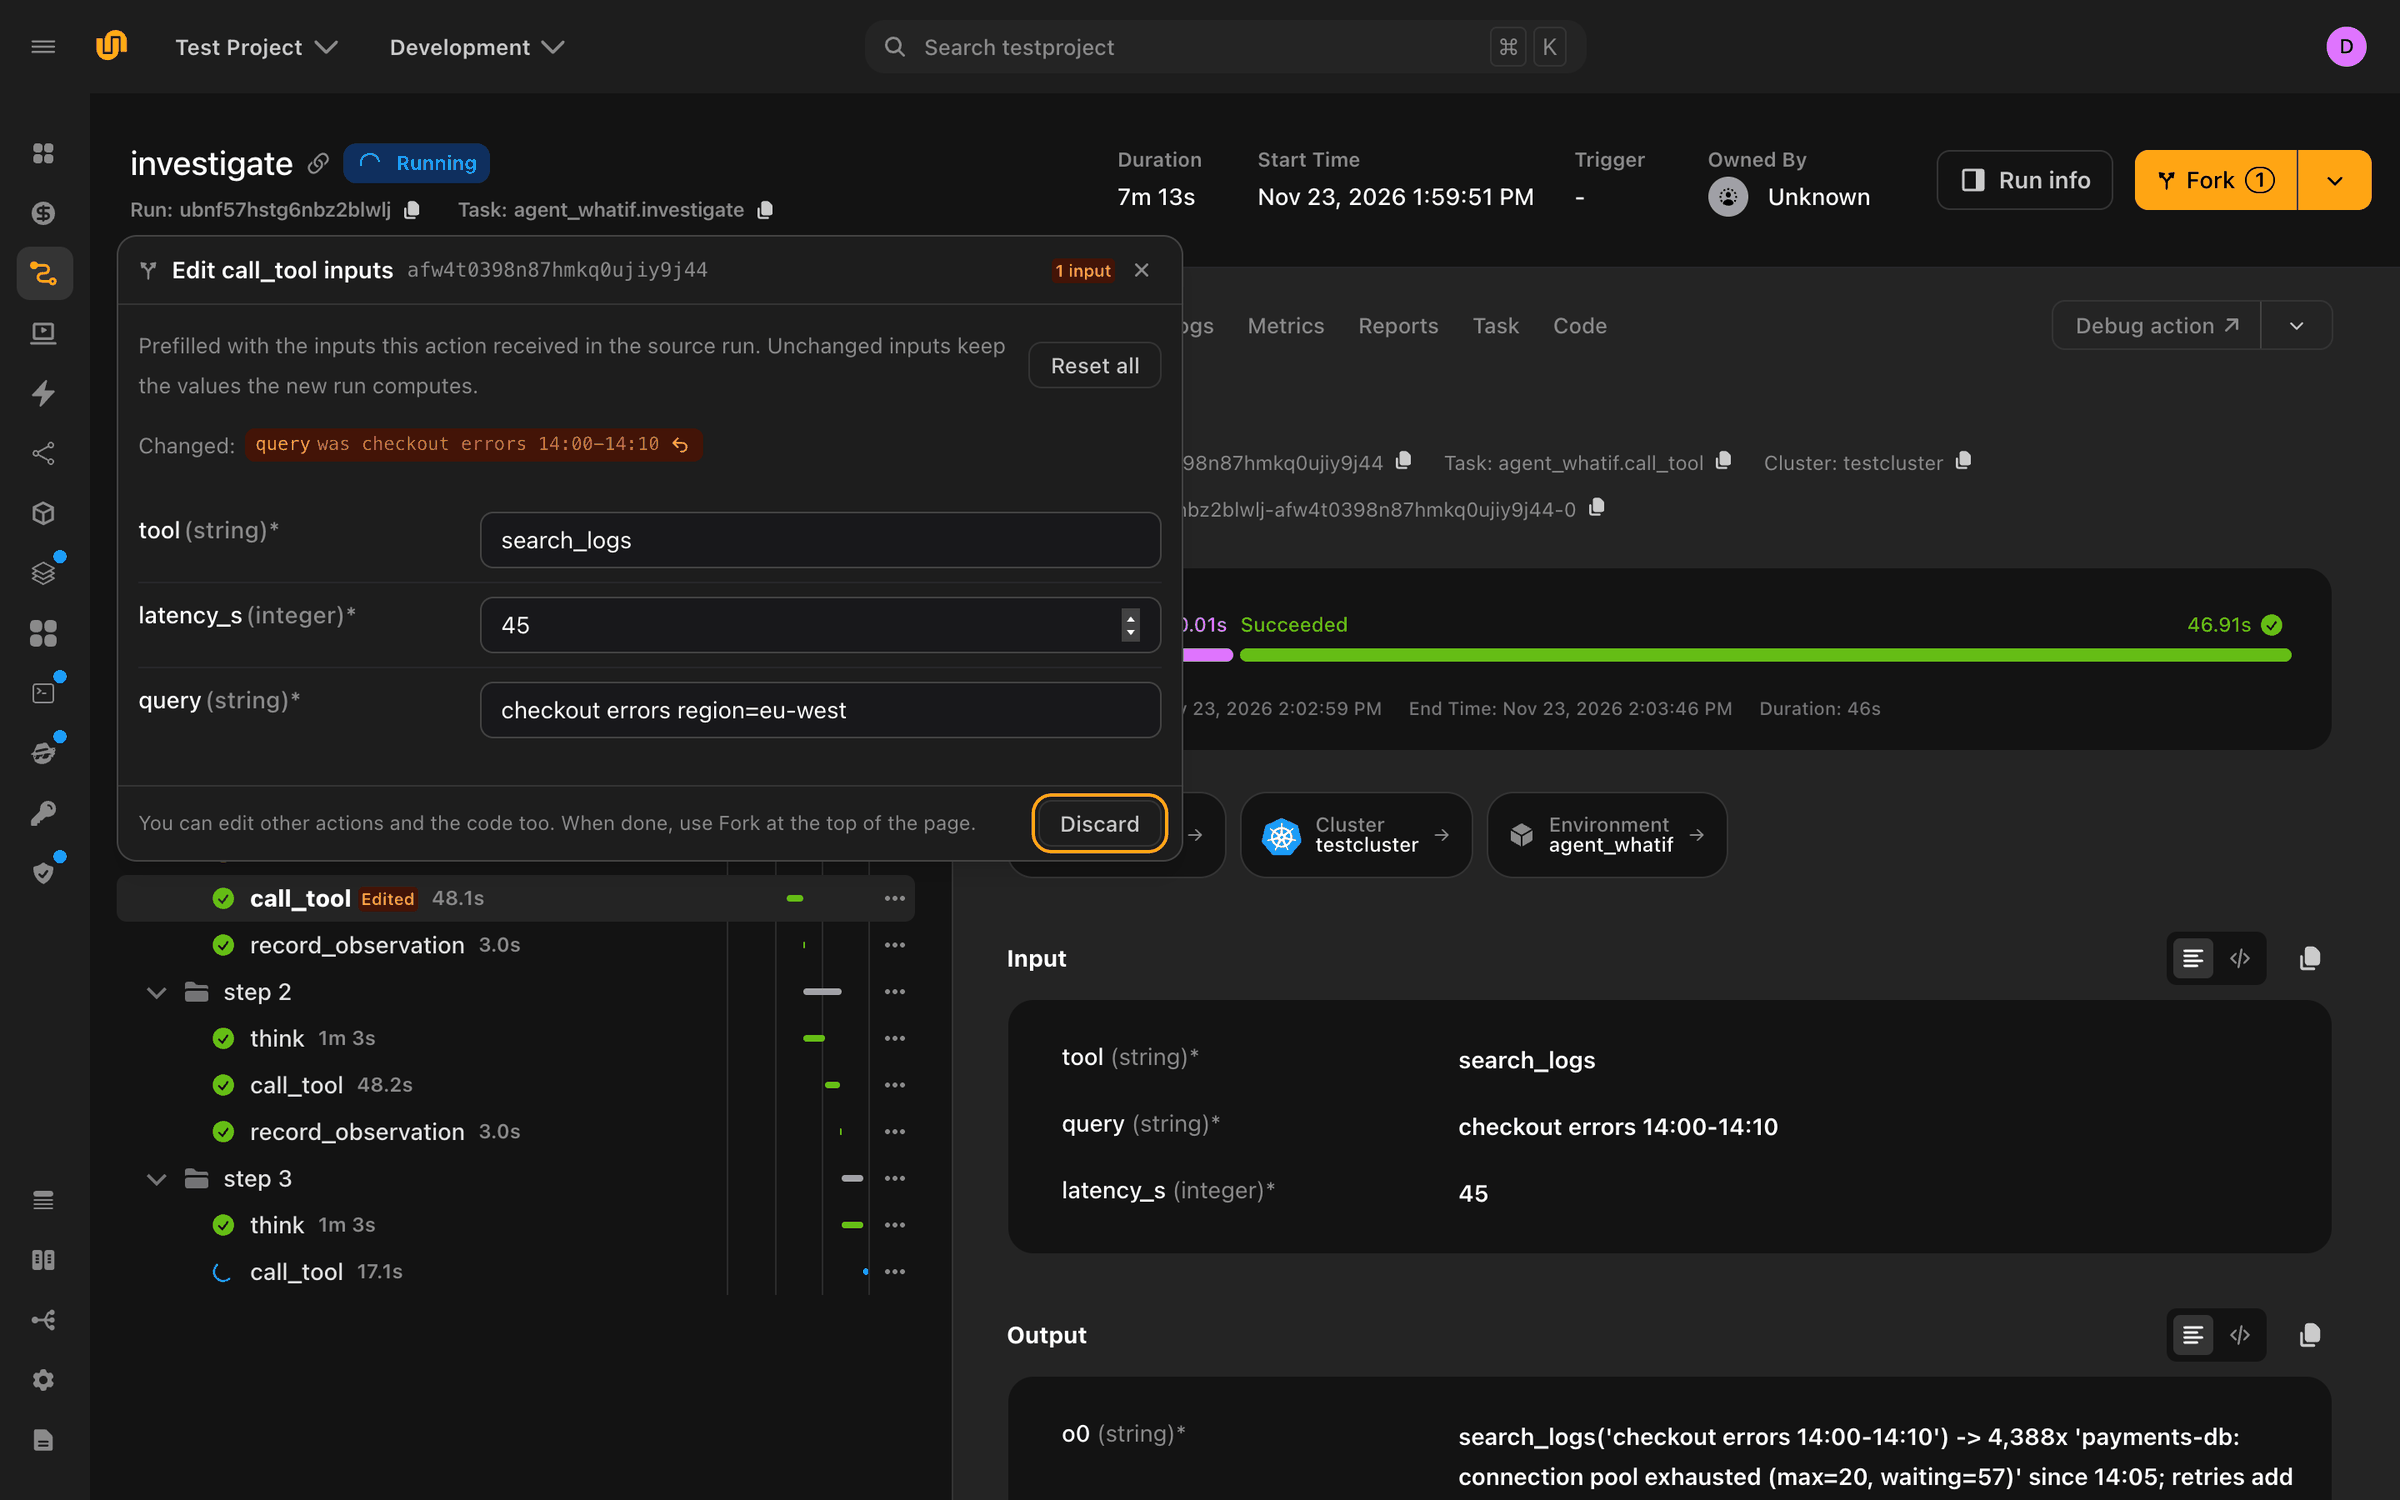 Test Project
Development
Search testproject
⌘ K
D
investigate
Running
Run: ubnf57hstg6nbz2blwlj
Task: agent_whatif.investigate
Duration
7m 13s
Start Time
Nov 23, 2026 1:59:51 PM
Trigger
-
Owned By
Unknown
Run info
Fork 1
Edit call_tool inputs afw4t0398n87hmkq0ujiy9j44
1 input
Prefilled with the inputs this action received in the source run. Unchanged inputs keep
the values the new run computes.
Reset all
Changed: query was checkout errors 14:00-14:10
tool (string)*
search_logs
latency_s (integer)*
45
query (string)*
checkout errors region=eu-west
You can edit other actions and the code too. When done, use Fork at the top of the page.
Discard
Metrics
Reports
Task
Code
Debug action
98n87hmkq0ujiy9j44
Task: agent_whatif.call_tool
Cluster: testcluster
bz2blwlj-afw4t0398n87hmkq0ujiy9j44-0
0.01s
Succeeded
46.91s
23, 2026 2:02:59 PM
End Time: Nov 23, 2026 2:03:46 PM
Duration: 46s
Cluster
testcluster
Environment
agent_whatif
call_tool Edited 48.1s
record_observation 3.0s
step 2
think 1m 3s
call_tool 48.2s
record_observation 3.0s
step 3
think 1m 3s
call_tool 17.1s
Input
tool (string)*
search_logs
query (string)*
checkout errors 14:00-14:10
latency_s (integer)*
45
Output
o0 (string)*
search_logs('checkout errors 14:00-14:10') -> 4,388x 'payments-db:
connection pool exhausted (max=20, waiting=57)' since 14:05; retries add